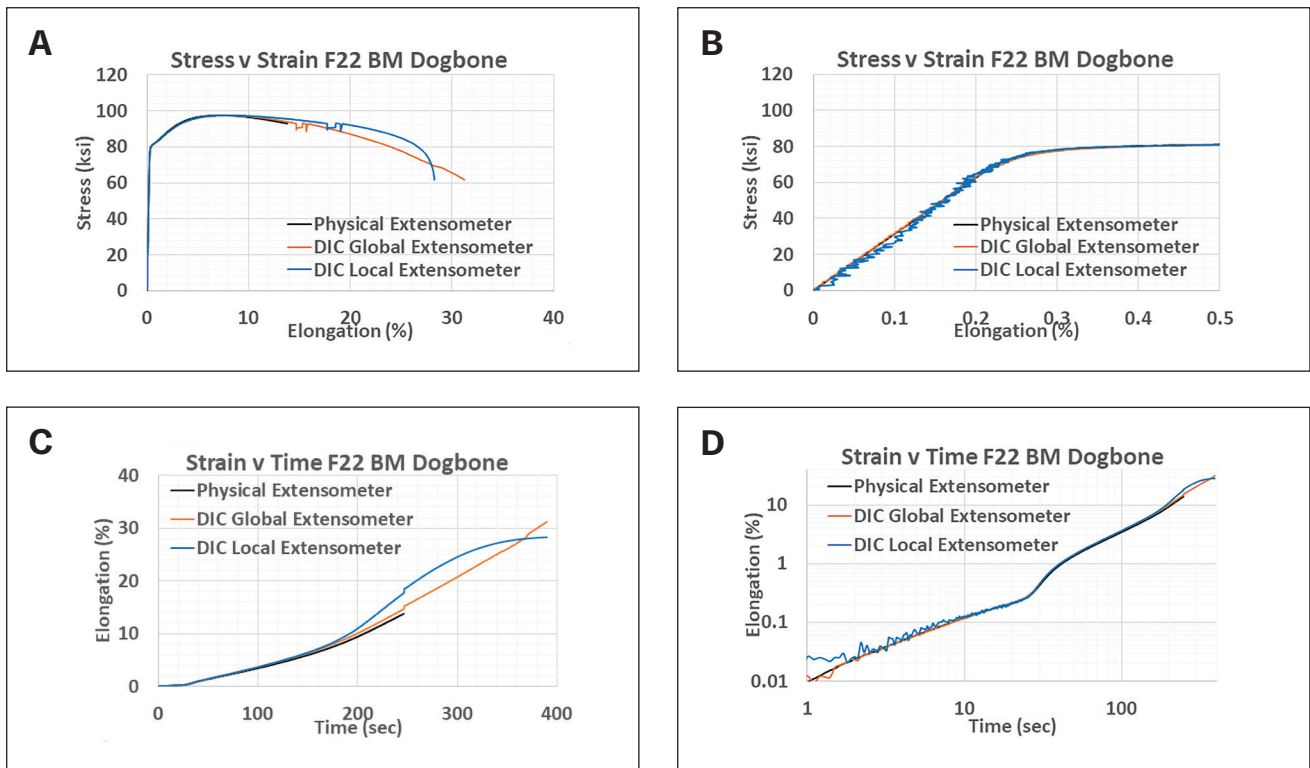 A
Stress v Strain F22 BM Dogbone
120
100
80
60
40
20
0
Stress (ksi)
Physical Extensometer
DIC Global Extensometer
DIC Local Extensometer
0 10 20 30 40
Elongation (%)
B
Stress v Strain F22 BM Dogbone
120
100
80
60
40
20
0
Stress (ksi)
Physical Extensometer
DIC Global Extensometer
DIC Local Extensometer
0 0.1 0.2 0.3 0.4 0.5
Elongation (%)
C
Strain v Time F22 BM Dogbone
40
30
20
10
0
Elongation (%)
Physical Extensometer
DIC Global Extensometer
DIC Local Extensometer
0 100 200 300 400
Time (sec)
D
Strain v Time F22 BM Dogbone
10
1
0.1
0.01
Elongation (%)
Physical Extensometer
DIC Global Extensometer
DIC Local Extensometer
1 10 100
Time (sec)